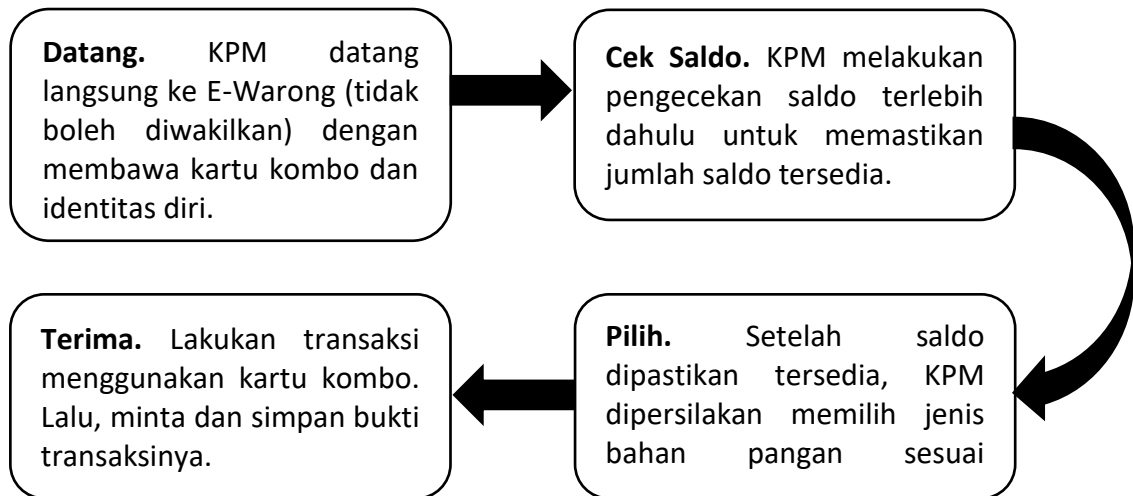 Datang. KPM datang
langsung ke E-Warong (tidak
boleh diwakilkan) dengan
membawa kartu kombo dan
identitas diri.
Cek Saldo. KPM melakukan
pengecekan saldo terlebih
dahulu untuk memastikan
jumlah saldo tersedia.
Pilih. Setelah saldo
dipastikan tersedia, KPM
dipersilakan memilih jenis
bahan pangan sesuai
Terima. Lakukan transaksi
menggunakan kartu kombo.
Lalu, minta dan simpan bukti
transaksinya.